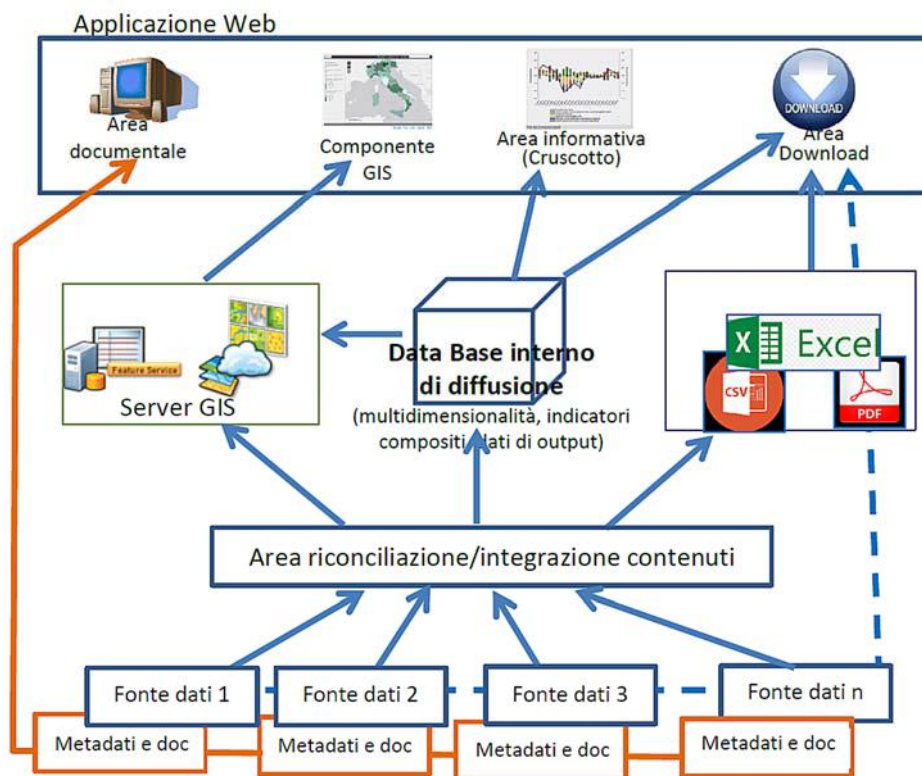 Applicazione Web
Area
documentale
Componente
GIS
Area informativa
(Cruscotto)
DOWNLOAD
Area
Download
Feature Service
Server GIS
Data Base interno
di diffusione
(multidimensionalità, indicatori
compositi, dati di output)
Excel
CSV
PDF
Area riconciliazione/integrazione contenuti
Fonte dati 1
Fonte dati 2
Fonte dati 3
Fonte dati n
Metadati e doc
Metadati e doc
Metadati e doc
Metadati e doc